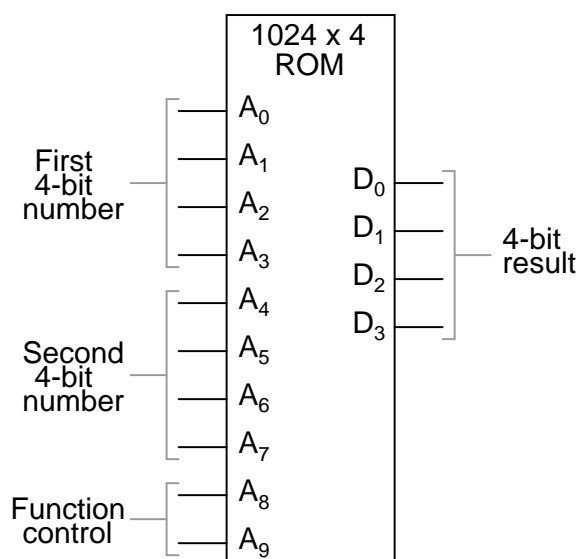 1024 x 4
ROM
First
4-bit
number
A0
A1
A2
A3
Second
4-bit
number
A4
A5
A6
A7
Function
control
A8
A9
D0
D1
D2
D3
4-bit
result